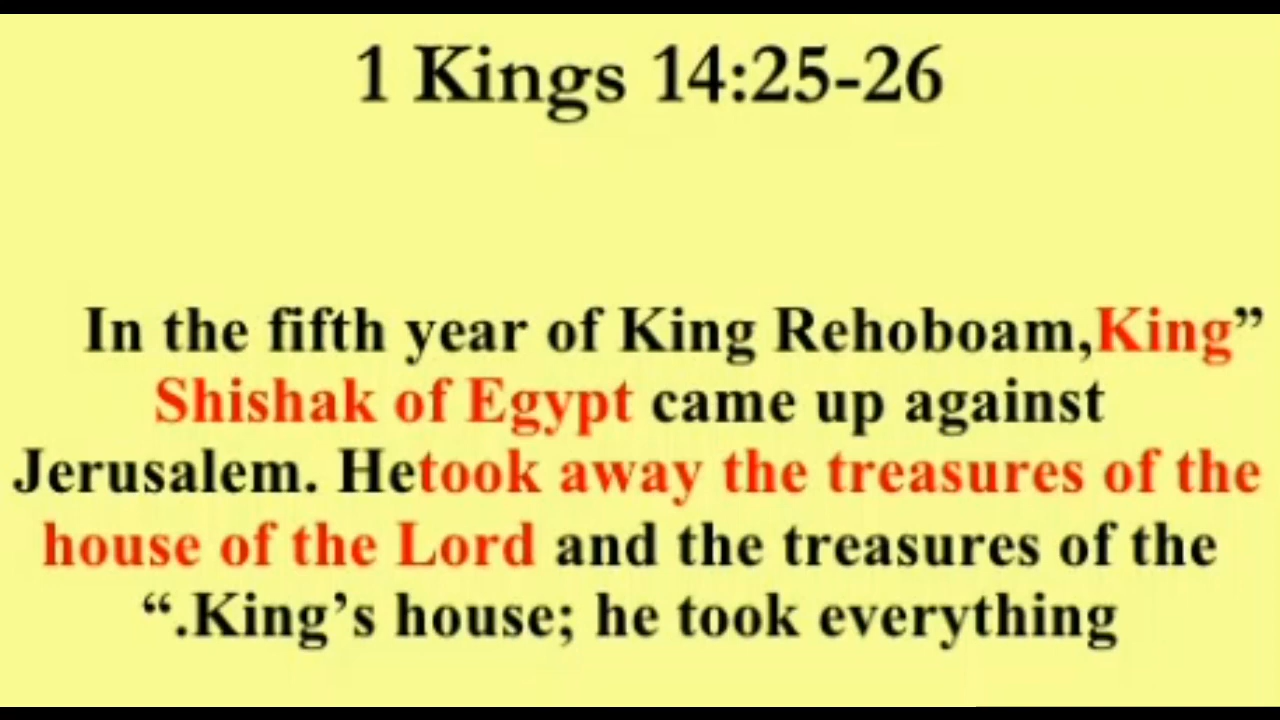 1 Kings 14:25-26
In the fifth year of King Rehoboam,King”
Shishak of Egypt came up against
Jerusalem. Hetook away the treasures of the
house of the Lord and the treasures of the
“.King’s house; he took everything